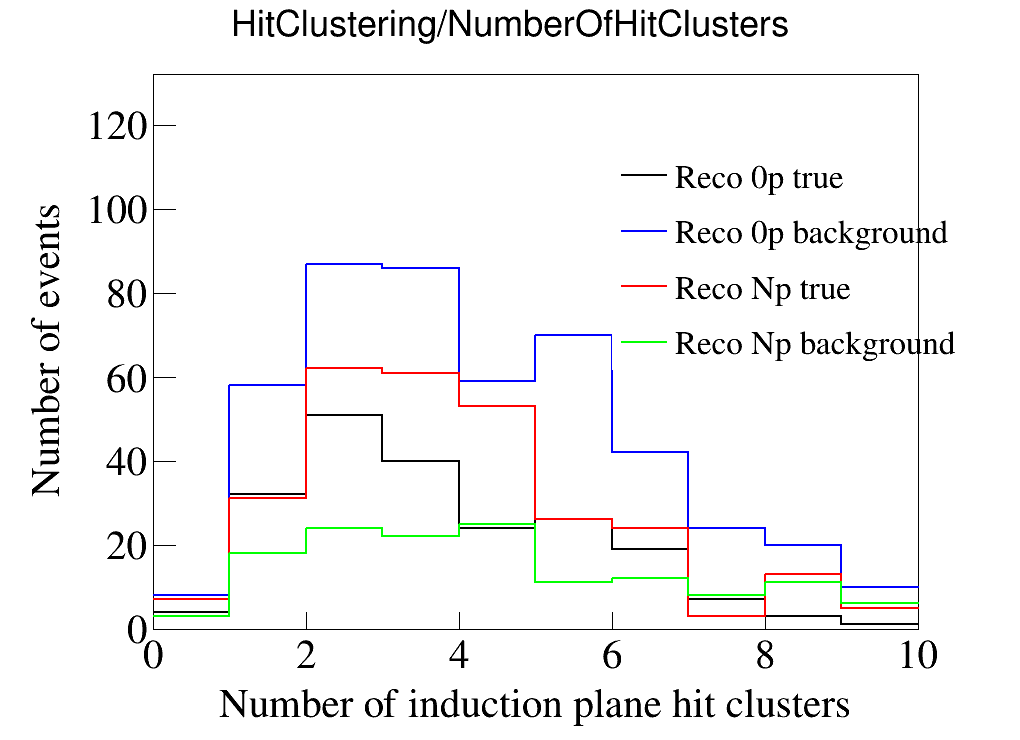 HitClustering/NumberOfHitClusters
Number of events
120
100
80
60
40
20
0
Reco 0p true
Reco 0p background
Reco Np true
Reco Np background
0 2 4 6 8 10
Number of induction plane hit clusters